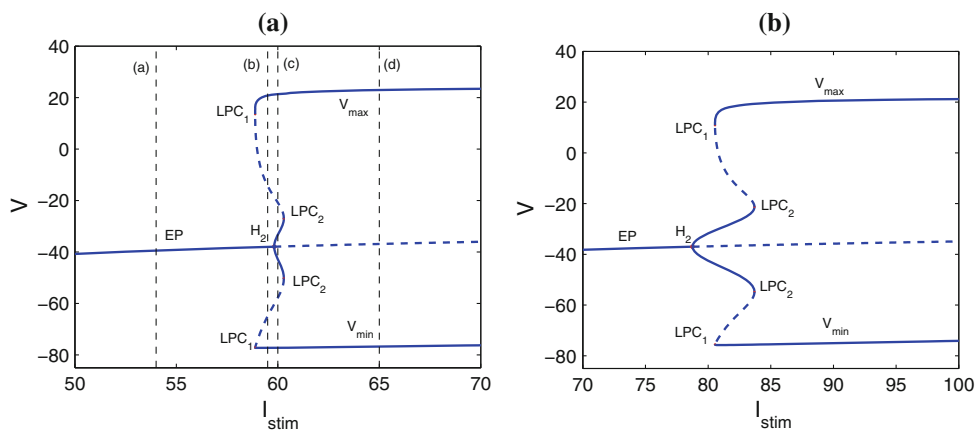 (a)
40
20
0
−20
−40
−60
−80
V
(a)
(b)
(c)
(d)
LPC1
Vmax
LPC2
EP
H2
LPC2
Vmin
LPC1
50
55
60
65
70
Istim
(b)
40
20
0
−20
−40
−60
−80
V
Vmax
LPC1
LPC2
EP
H2
LPC2
LPC1
Vmin
70
75
80
85
90
95
100
Istim